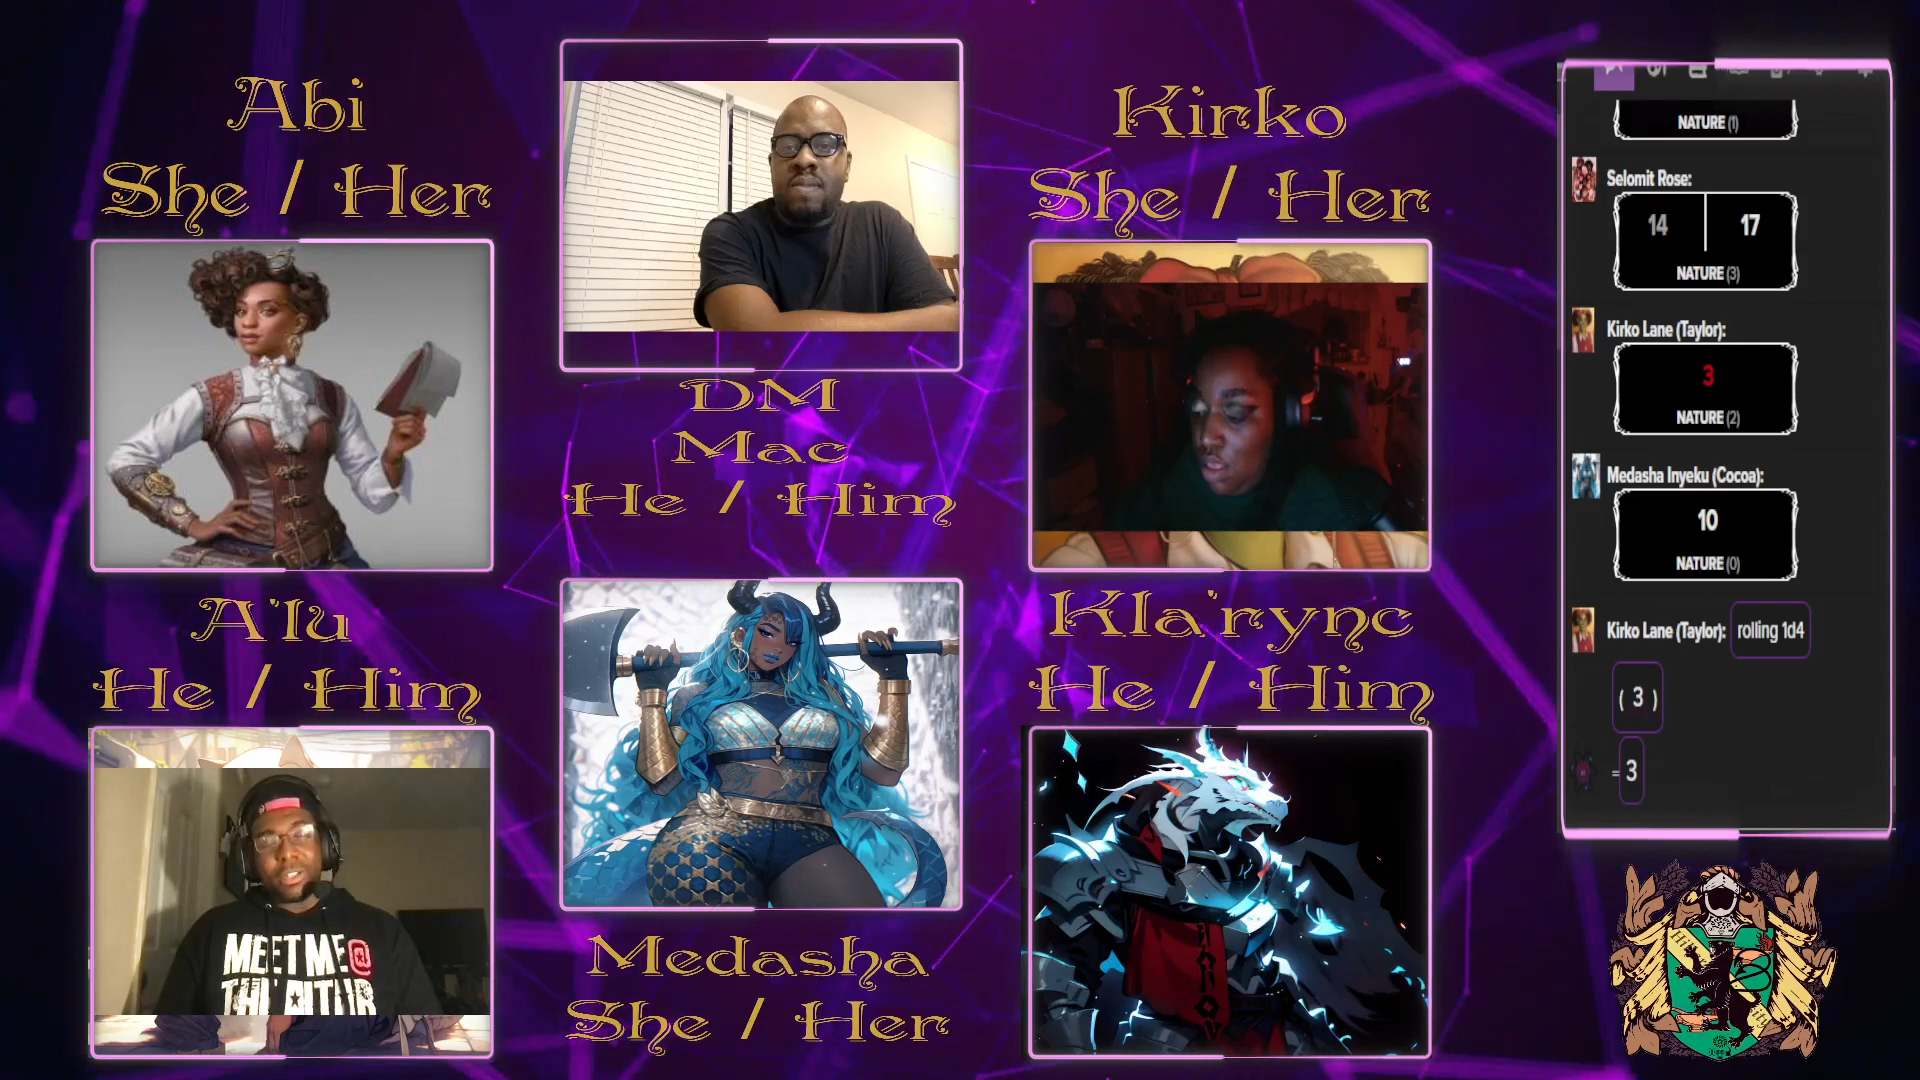 Abi
She / Her
DM
Mac
He / Him
Kirko
She / Her
A'lu
He / Him
MEET ME @
Medasha
She / Her
Kla'rync
He / Him
NATURE (1)
Selomit Rose:
14 17
NATURE (3)
Kirko Lane (Taylor):
3
NATURE (2)
Medasha Inyeku (Cocoa):
10
NATURE (0)
Kirko Lane (Taylor): rolling 1d4
( 3 )
= 3